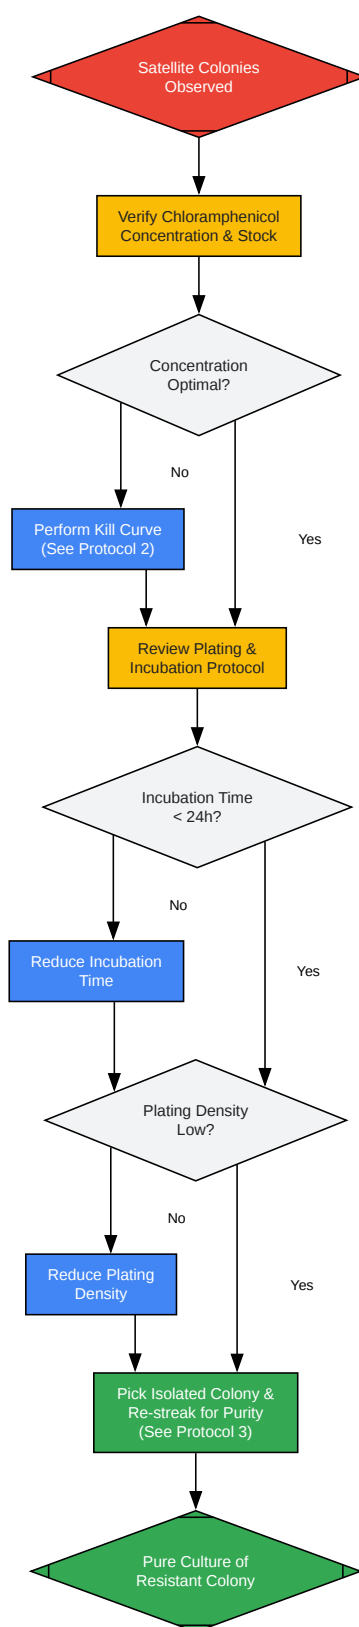 Satellite Colonies
Observed
Verify Chloramphenicol
Concentration & Stock
Concentration
Optimal?
No
Yes
Perform Kill Curve
(See Protocol 2)
Review Plating &
Incubation Protocol
Incubation Time
< 24h?
No
Yes
Reduce Incubation
Time
Plating Density
Low?
No
Yes
Reduce Plating
Density
Pick Isolated Colony &
Re-streak for Purity
(See Protocol 3)
Pure Culture of
Resistant Colony